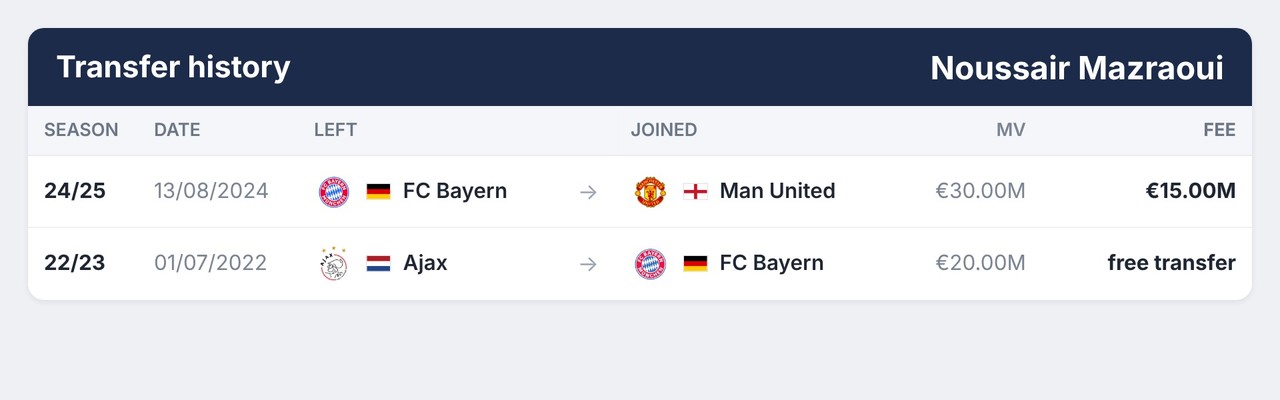 Transfer history Noussair Mazraoui
SEASON DATE LEFT JOINED MV FEE
24/25 13/08/2024 FC Bayern → Man United €30.00M €15.00M
22/23 01/07/2022 Ajax → FC Bayern €20.00M free transfer